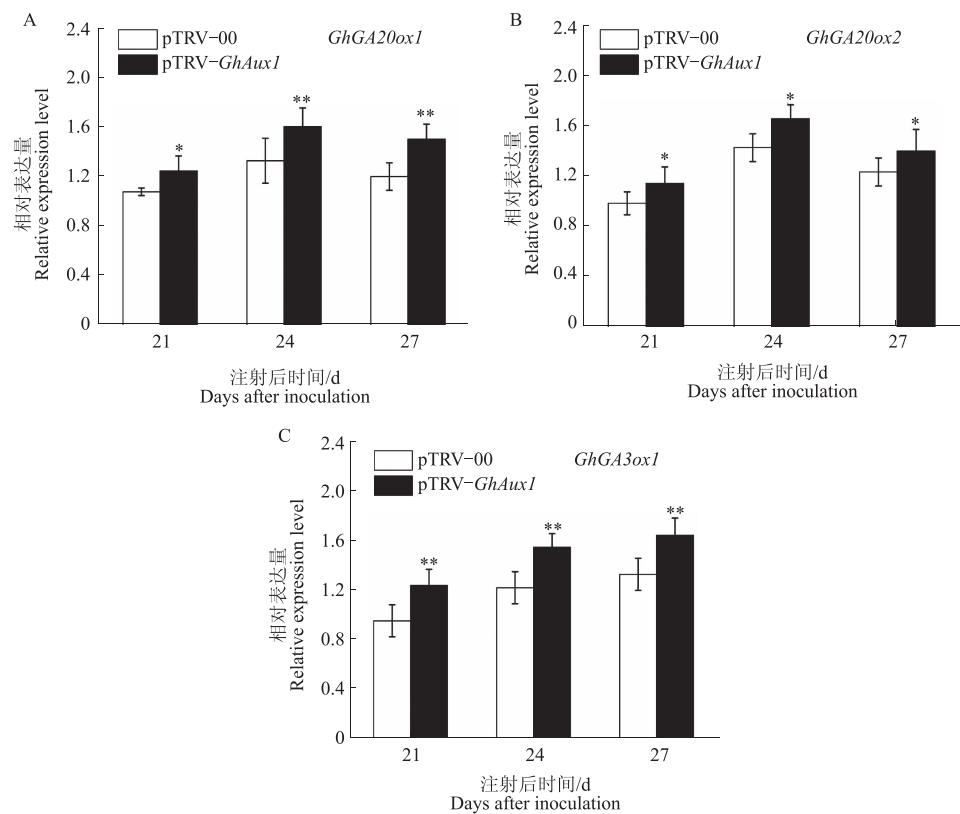 A
pTRV-00
GhGA20ox1
pTRV-GhAux1
2.4
2.0
1.6
1.2
0.8
0.4
0
相对表达量
Relative expression level
*
**
**
21
24
27
注射后时间/d
Days after inoculation
B
pTRV-00
GhGA20ox2
pTRV-GhAux1
2.4
2.0
1.6
1.2
0.8
0.4
0
相对表达量
Relative expression level
*
*
*
21
24
27
注射后时间/d
Days after inoculation
C
pTRV-00
GhGA3ox1
pTRV-GhAux1
2.4
2.0
1.6
1.2
0.8
0.4
0
相对表达量
Relative expression level
**
**
**
21
24
27
注射后时间/d
Days after inoculation